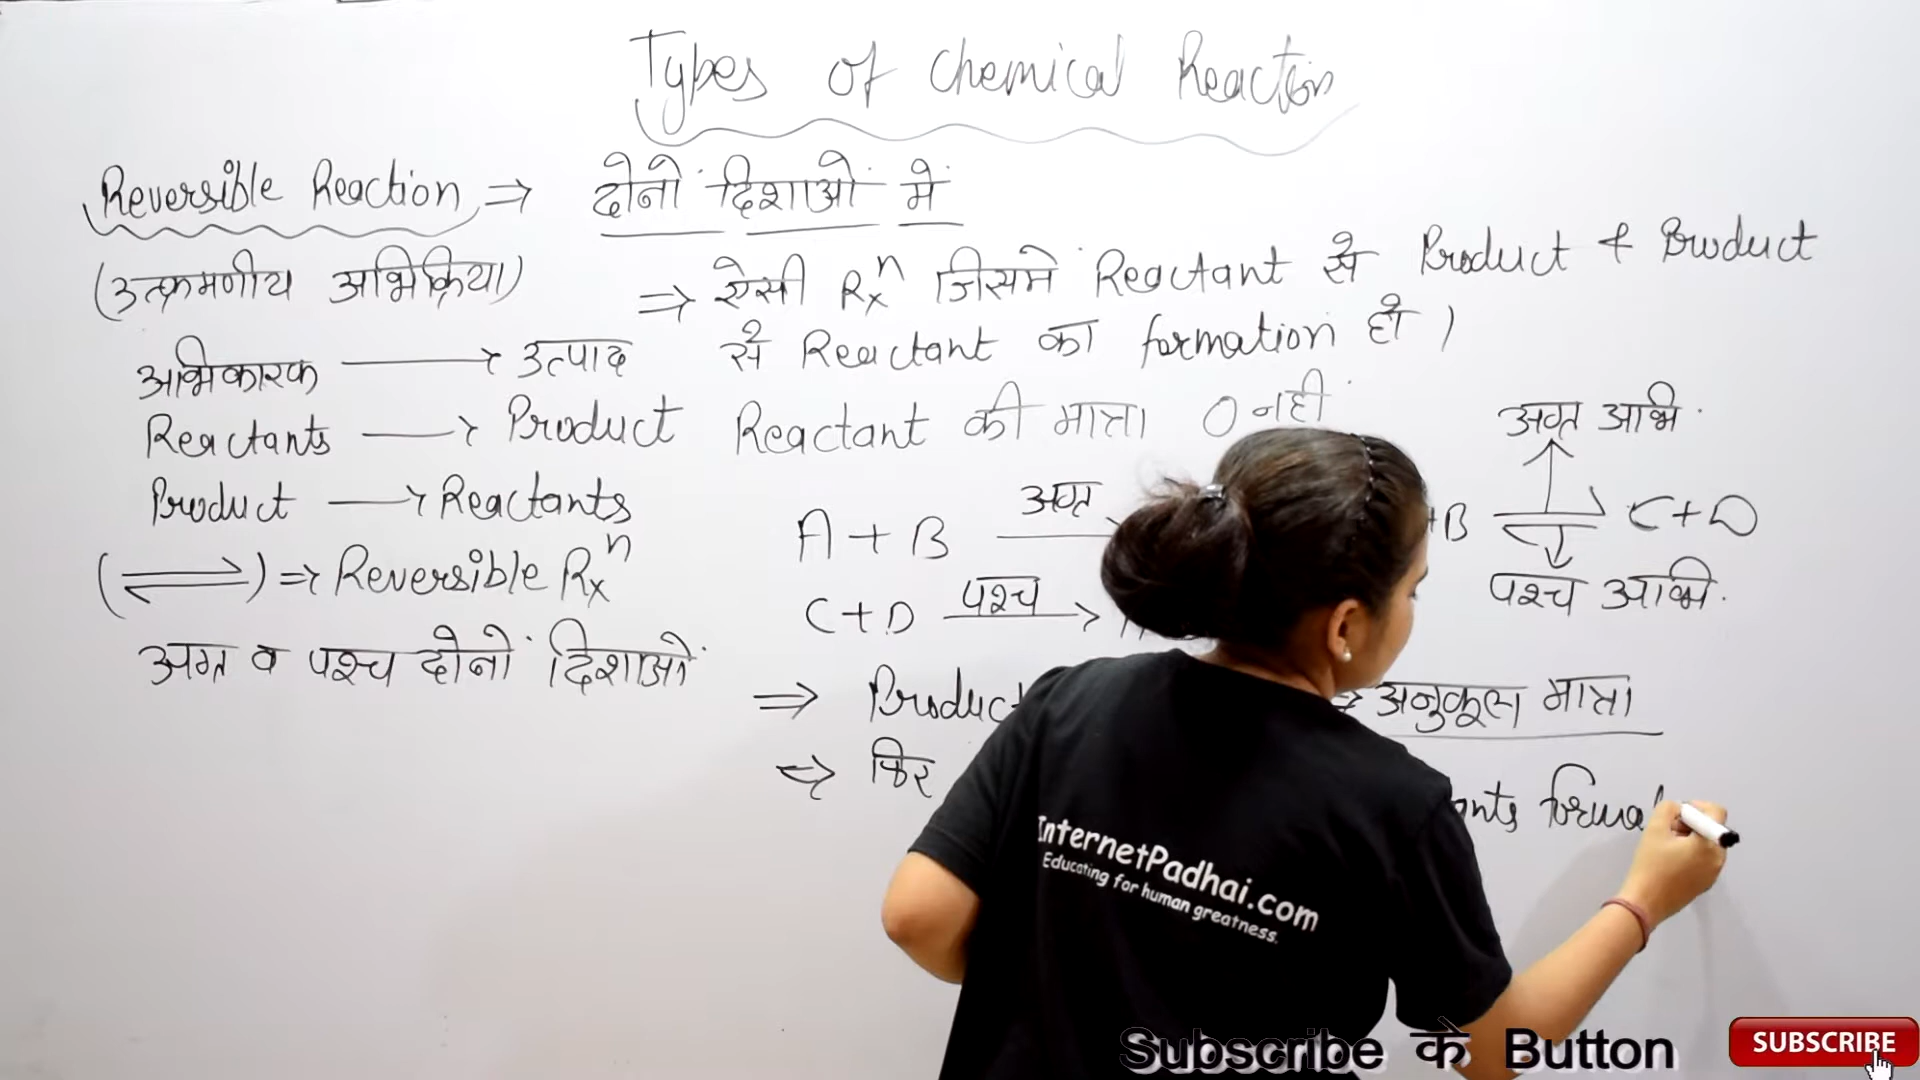 Types of Chemical Reaction
Reversible Reaction ⇒ दोनों दिशाओं में
(उत्क्रमणीय अभिक्रिया)
अभिकारक ⟶ उत्पाद
Reactants ⟶ Product
Product ⟶ Reactants
(⇌) ⇒ Reversible Rxⁿ
अग्र व पश्च दोनों दिशाओं
⇒ ऐसी Rxⁿ जिसमे Reactant से Product & Product
से Reactant का formation हो।
Reactant की मात्रा 0 नहीं
A + B अग्र
C + D पश्च ⟶
अग्र अभि.
+B ⇌ C + D
पश्च अभि.
⇒ Product
⇒ अनुकूल मात्रा
⇒ फिर
InternetPadhai.com
Educating for human greatness.
Subscribe के Button
SUBSCRIBE